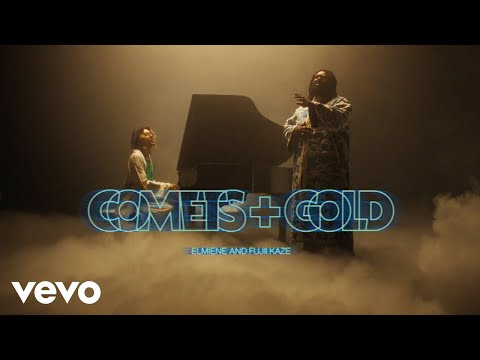 COMETS+GOLD
ELMIENE AND FUJII KAZE
vevo